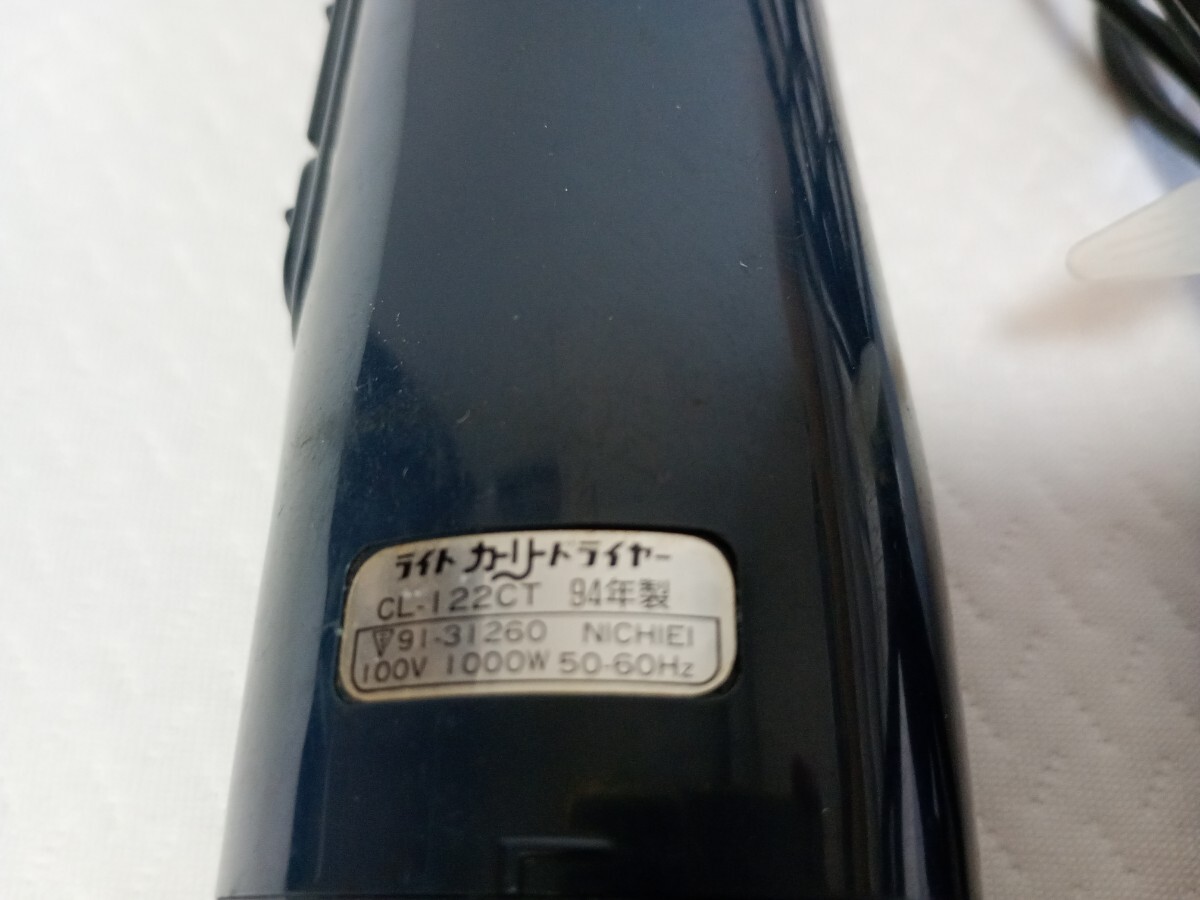 ライト カーリードライヤー
CL-122CT 94年製
▽〒91-31260 NICHIEI
100V 1000W 50-60Hz